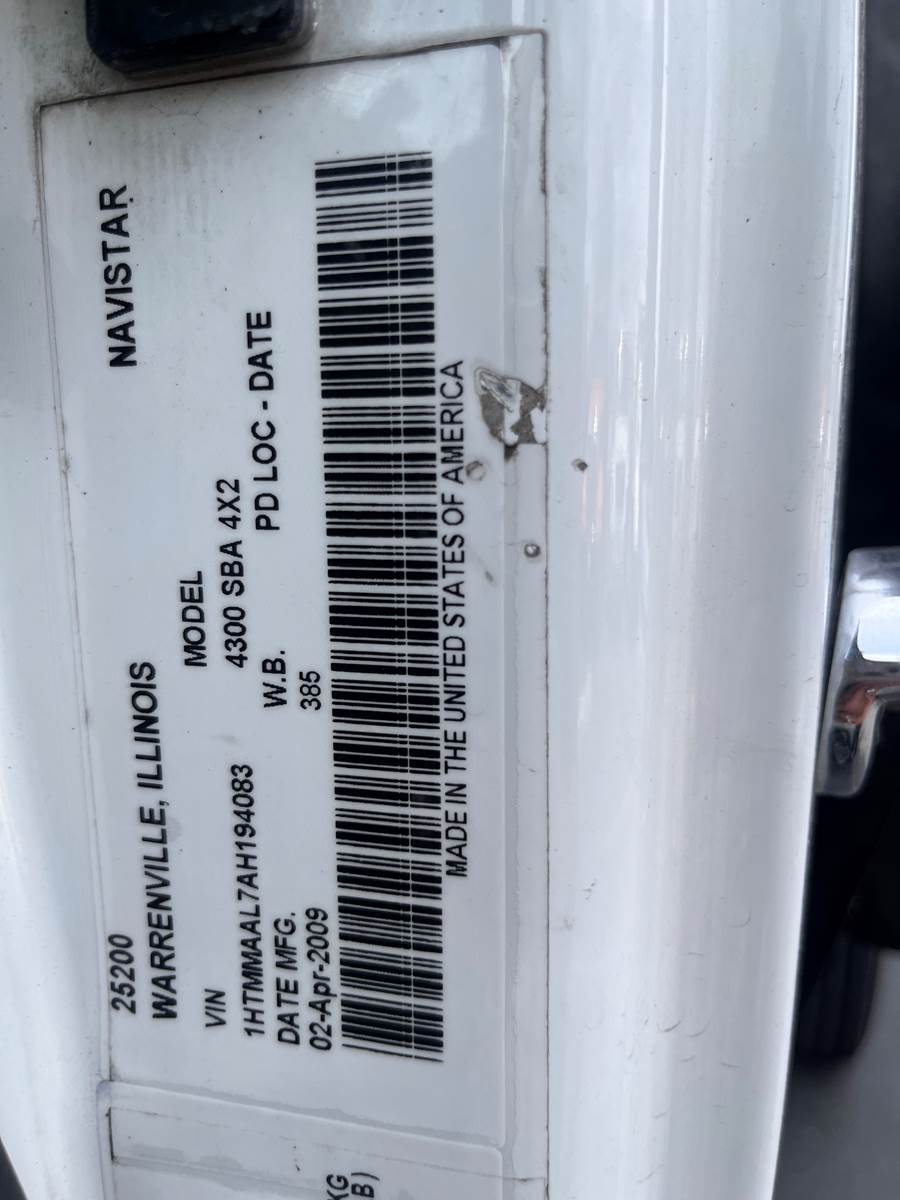 25200
NAVISTAR
WARRENVILLE, ILLINOIS
VIN
MODEL
1HTMMAAL7AH194083
4300 SBA 4X2
DATE MFG.
W.B.
PD LOC - DATE
02-Apr-2009
385
MADE IN THE UNITED STATES OF AMERICA
KG
B)